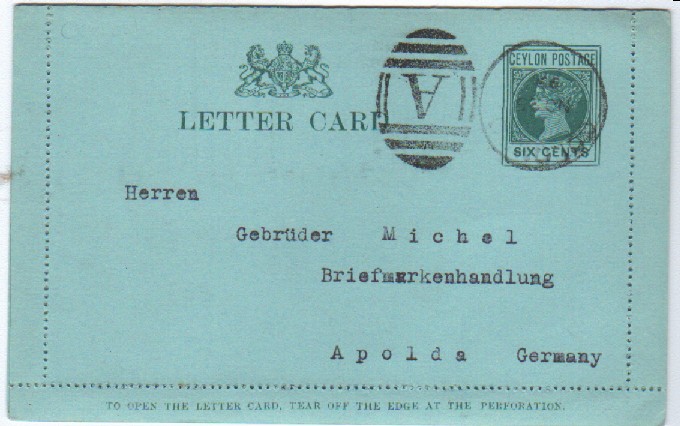 CEYLON POSTAGE
A
LETTER CARD
SIX CENTS
Herren
Gebrüder Michel
Briefmarkenhandlung
Apolda Germany
TO OPEN THE LETTER CARD, TEAR OFF THE EDGE AT THE PERFORATION.